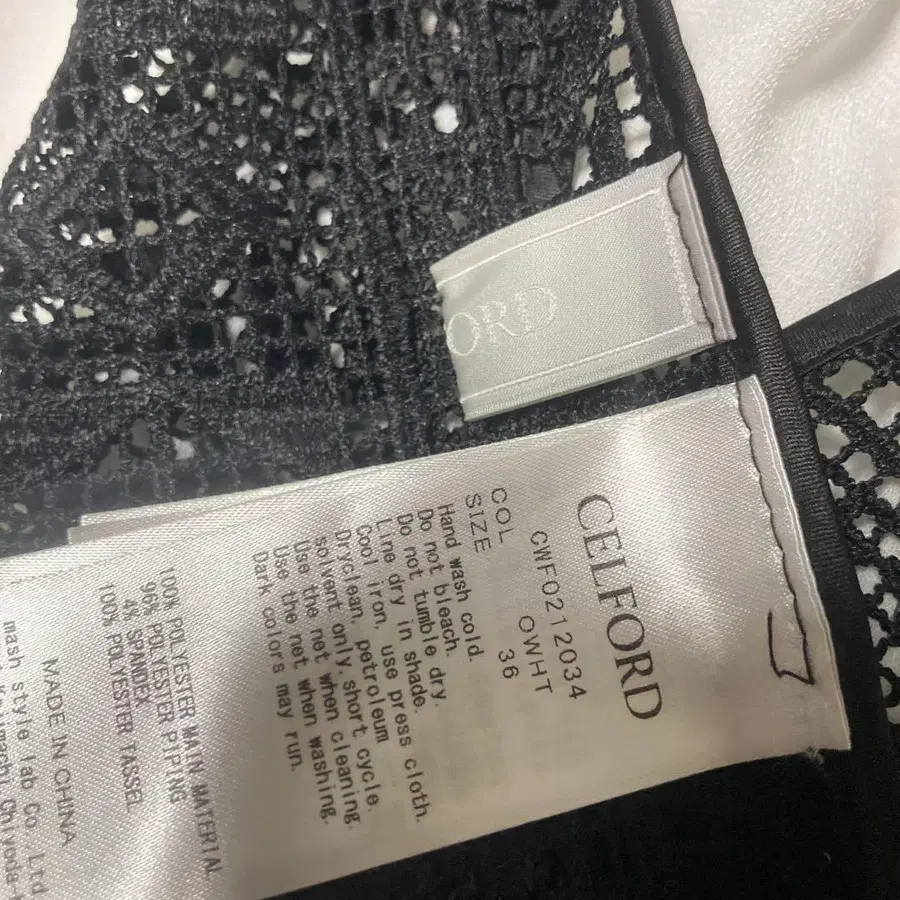 ORD
CELFORD
CWF0212034
COL OWHT
SIZE 36
Hand wash cold.
Do not bleach.
Do not tumble dry.
Line dry in shade.
Cool iron, use press cloth.
Dryclean, petroleum
solvent only, short cycle.
Use the net when cleaning.
Use the net when washing.
Dark colors may run.
100% POLYESTER MAIN MATERIAL
96% POLYESTER PIPING
4% SPANDEX
100% POLYESTER TASSEL
MADE IN CHINA
mash style lab Co.,Ltd